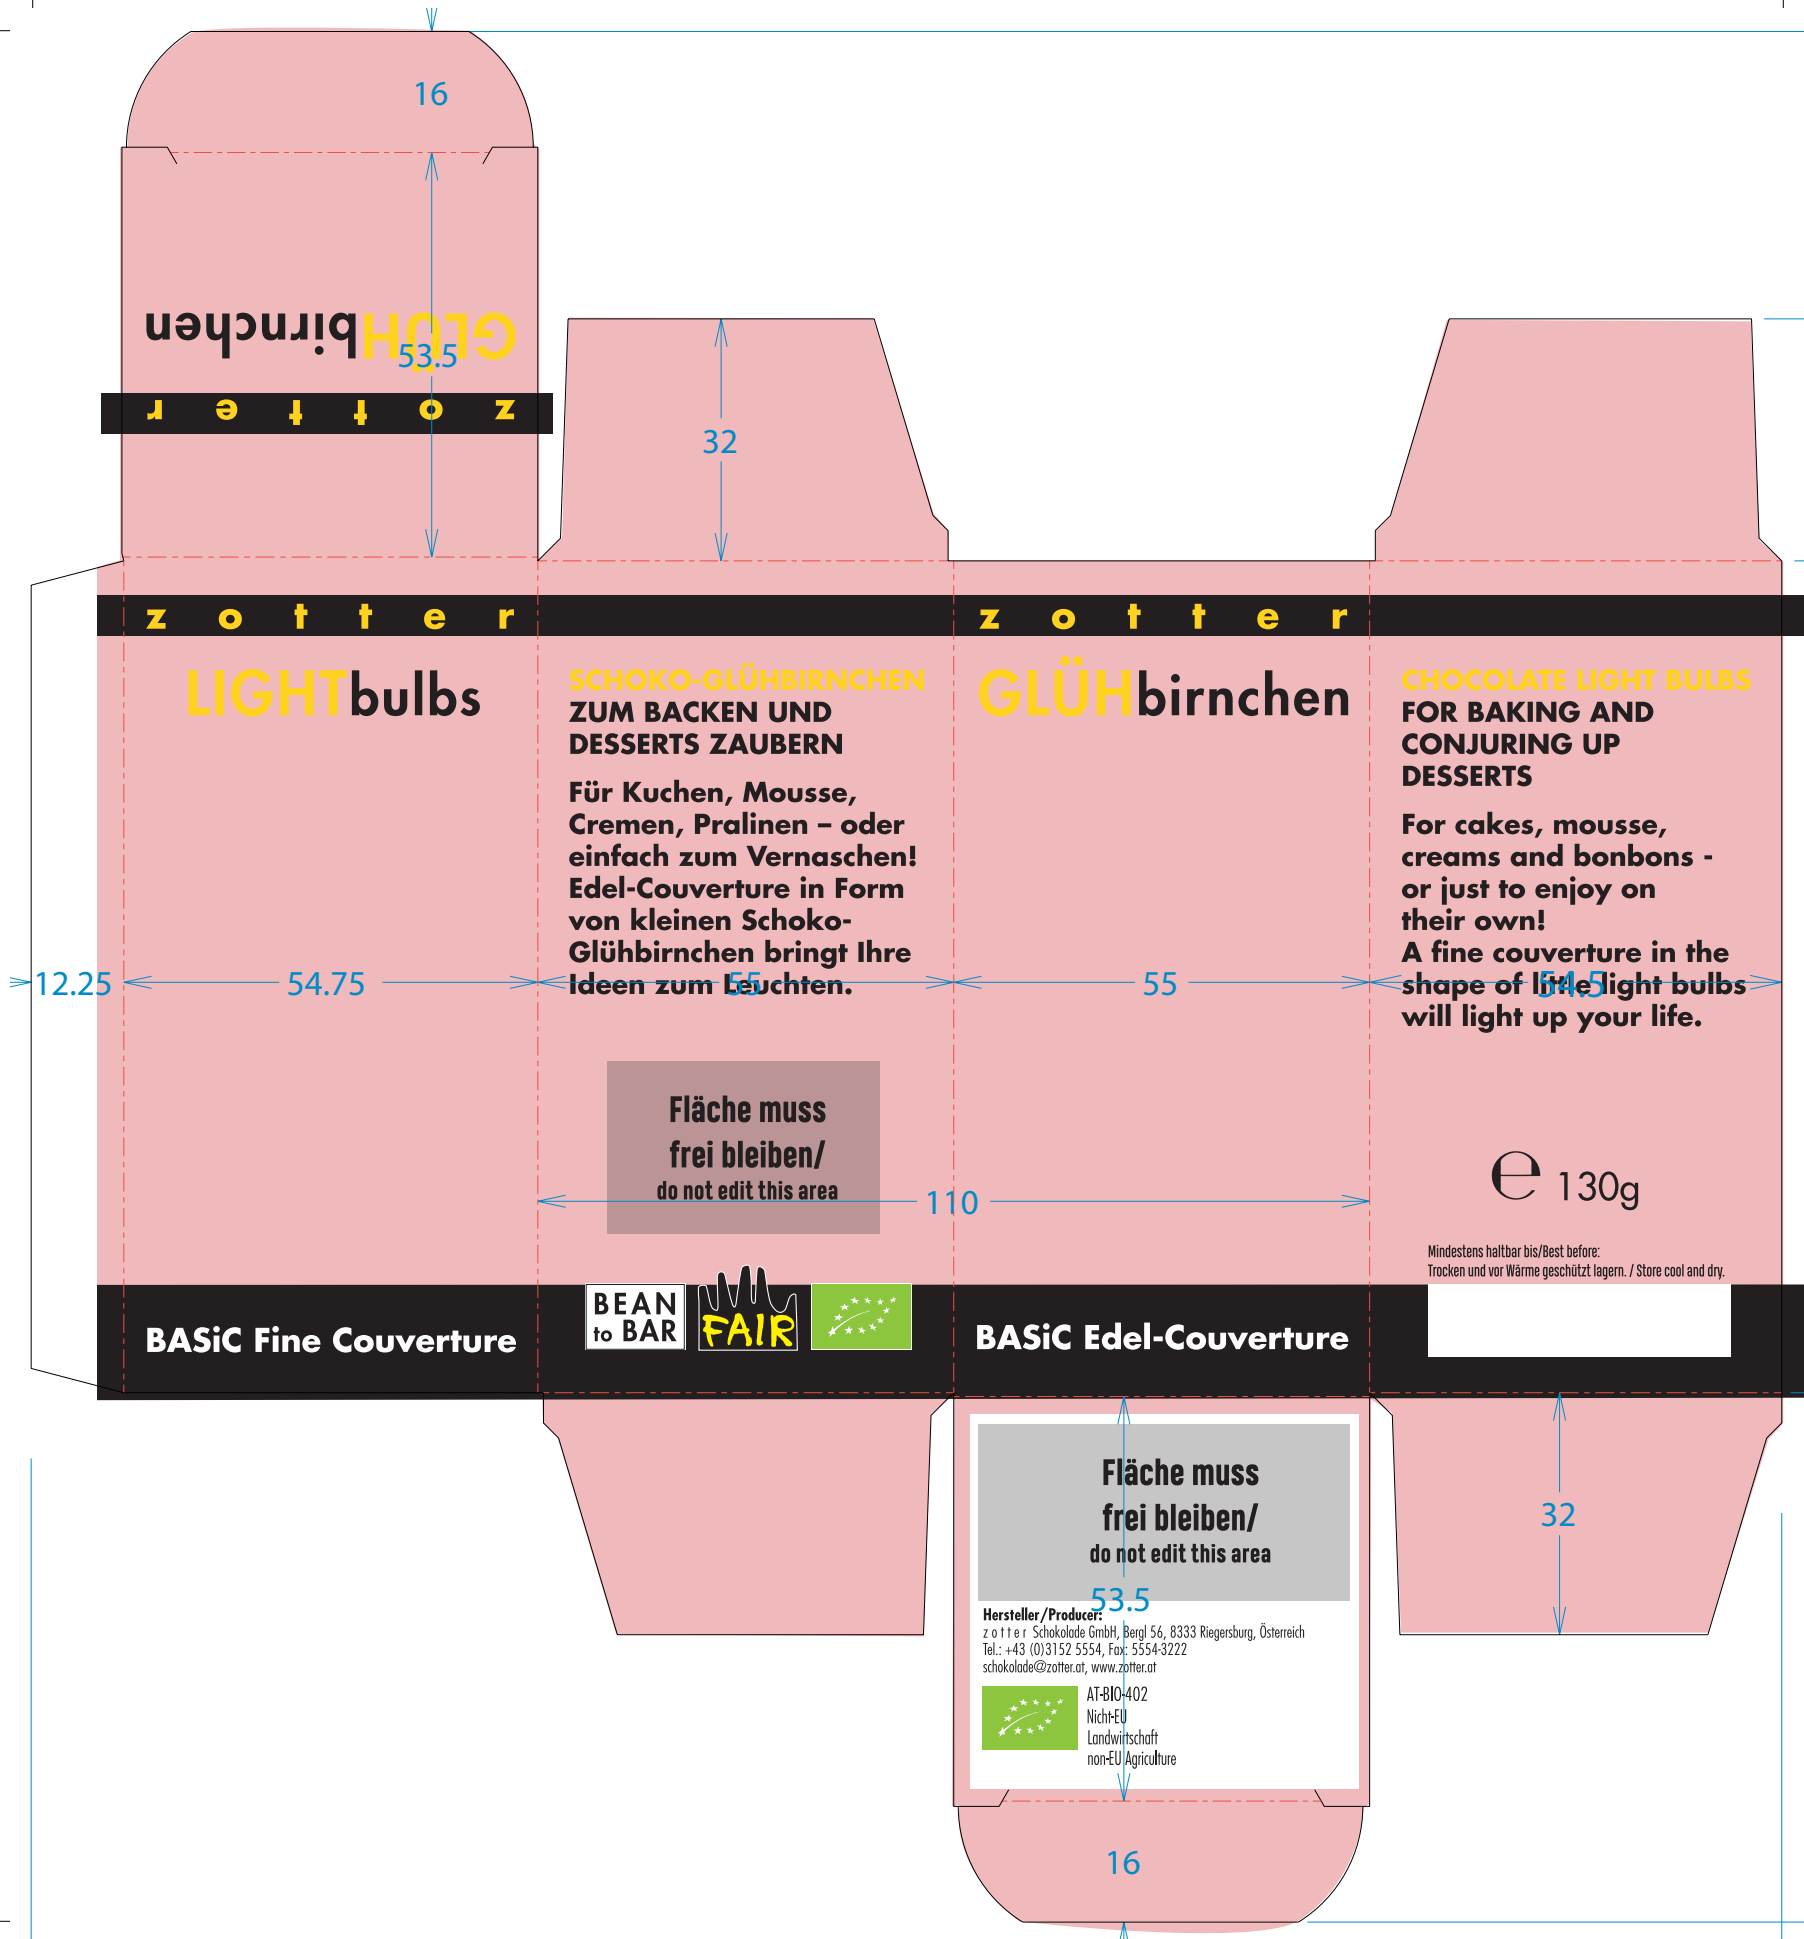 16
GLÜHbirnchen
53.5
zotter
32
zotter
LIGHTbulbs
SCHOKO-GLÜHBIRNCHEN
ZUM BACKEN UND
DESSERTS ZAUBERN
Für Kuchen, Mousse,
Cremen, Pralinen – oder
einfach zum Vernaschen!
Edel-Couverture in Form
von kleinen Schoko-
Glühbirnchen bringt Ihre
Ideen zum Leuchten.
zotter
GLÜHbirnchen
CHOCOLATE LIGHT BULBS
FOR BAKING AND
CONJURING UP
DESSERTS
For cakes, mousse,
creams and bonbons -
or just to enjoy on
their own!
A fine couverture in the
shape of little light bulbs
will light up your life.
12.25
54.75
55
55
54.5
Fläche muss
frei bleiben/
do not edit this area
110
e 130g
Mindestens haltbar bis/Best before:
Trocken und vor Wärme geschützt lagern. / Store cool and dry.
BASiC Fine Couverture
BEAN
to BAR
FAIR
BASiC Edel-Couverture
Fläche muss
frei bleiben/
do not edit this area
53.5
32
Hersteller/Producer:
zotter Schokolade GmbH, Bergl 56, 8333 Riegersburg, Österreich
Tel.: +43 (0)3152 5554, Fax: 5554-3222
schokolade@zotter.at, www.zotter.at
AT-BIO-402
Nicht-EU
Landwirtschaft
non-EU Agriculture
16